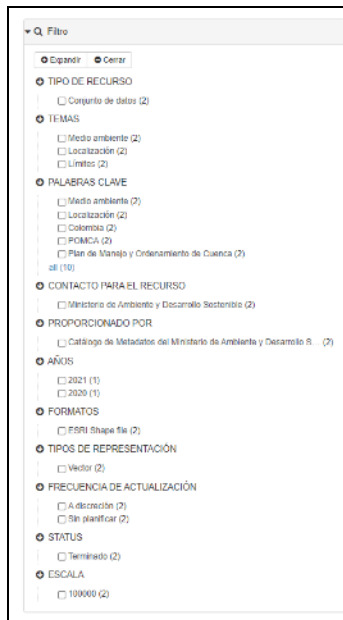 Filtro
Expandir Cerrar
TIPO DE RECURSO
Conjunto de datos (2)
TEMAS
Medio ambiente (2)
Localización (2)
Límites (2)
PALABRAS CLAVE
Medio ambiente (2)
Localización (2)
Colombia (2)
POMCA (2)
Plan de Manejo y Ordenamiento de Cuenca (2)
all (10)
CONTACTO PARA EL RECURSO
Ministerio de Ambiente y Desarrollo Sostenible (2)
PROPORCIONADO POR
Catálogo de Metadatos del Ministerio de Ambiente y Desarrollo S... (2)
AÑOS
2021 (1)
2020 (1)
FORMATOS
ESRI Shape file (2)
TIPOS DE REPRESENTACIÓN
Vector (2)
FRECUENCIA DE ACTUALIZACIÓN
A discreción (2)
Sin planificar (2)
STATUS
Terminado (2)
ESCALA
100000 (2)